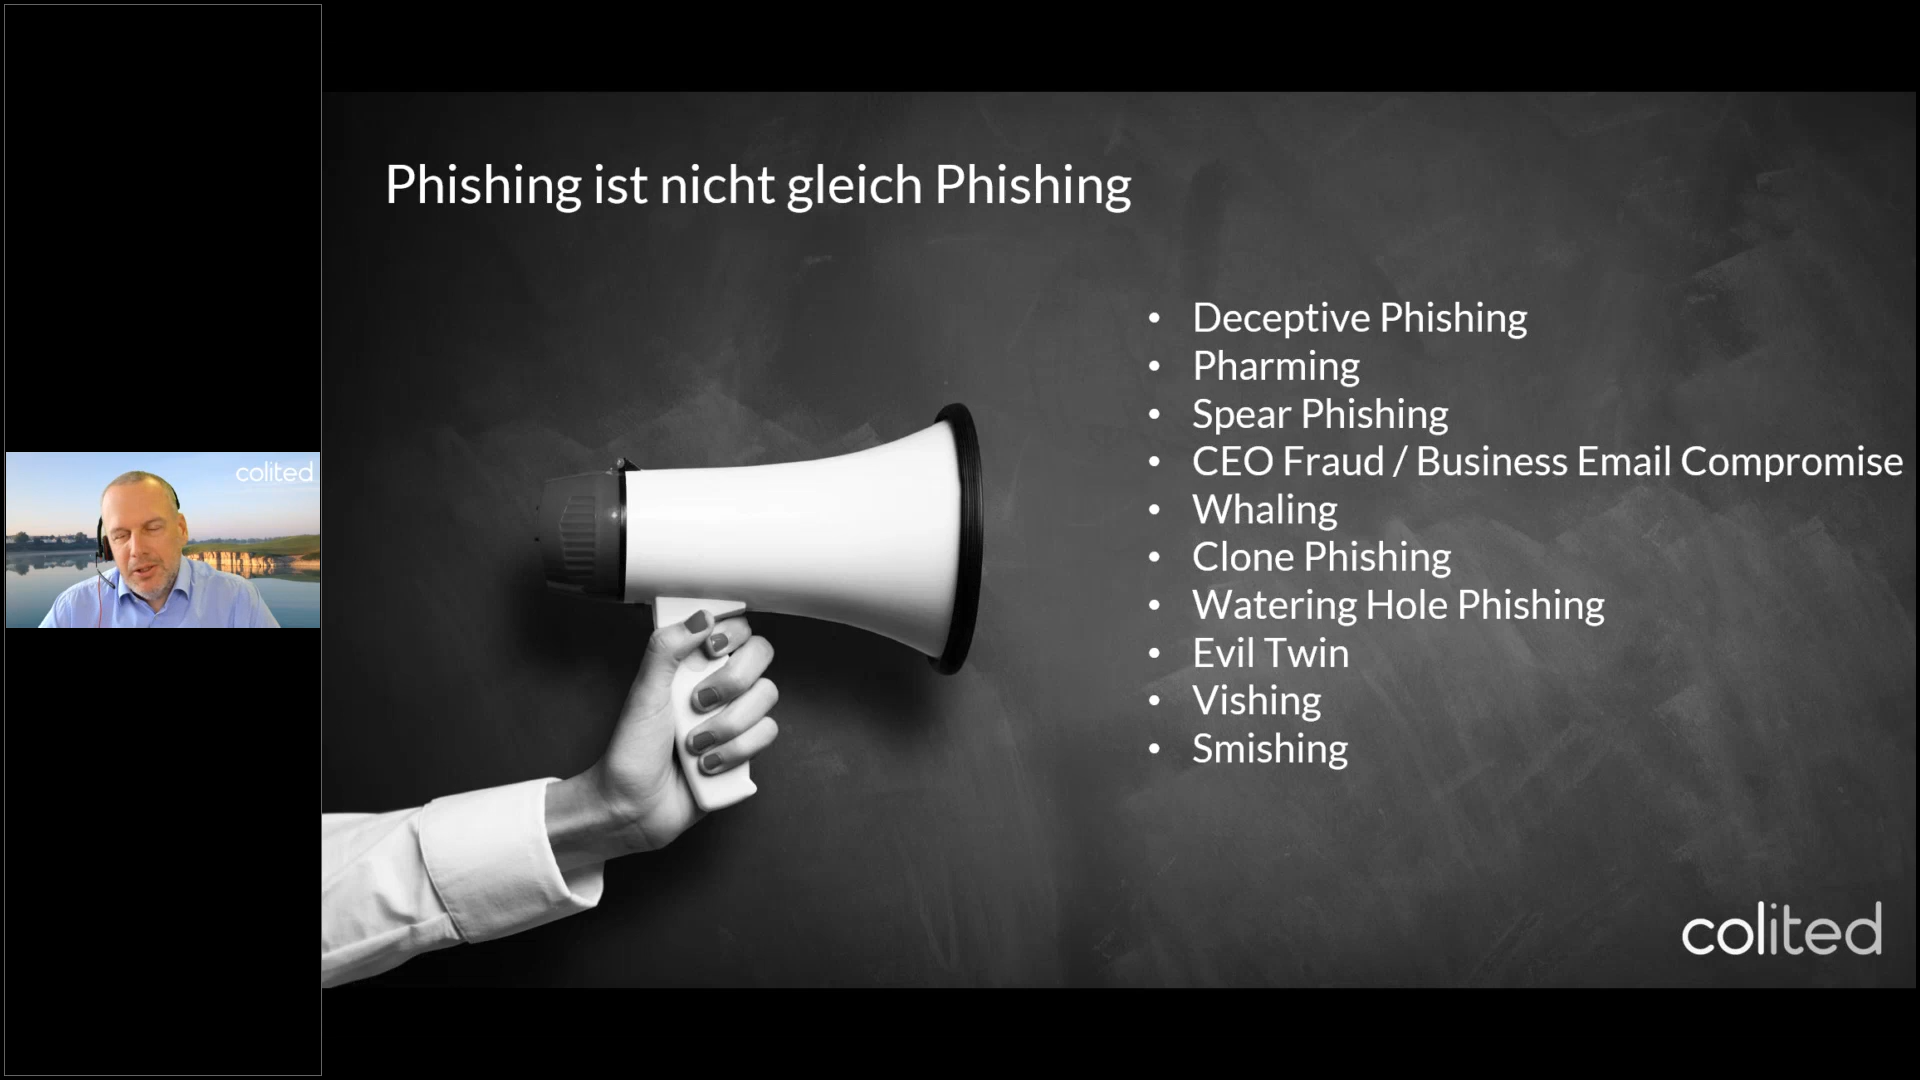 colited
Phishing ist nicht gleich Phishing
• Deceptive Phishing
• Pharming
• Spear Phishing
• CEO Fraud / Business Email Compromise
• Whaling
• Clone Phishing
• Watering Hole Phishing
• Evil Twin
• Vishing
• Smishing
colited